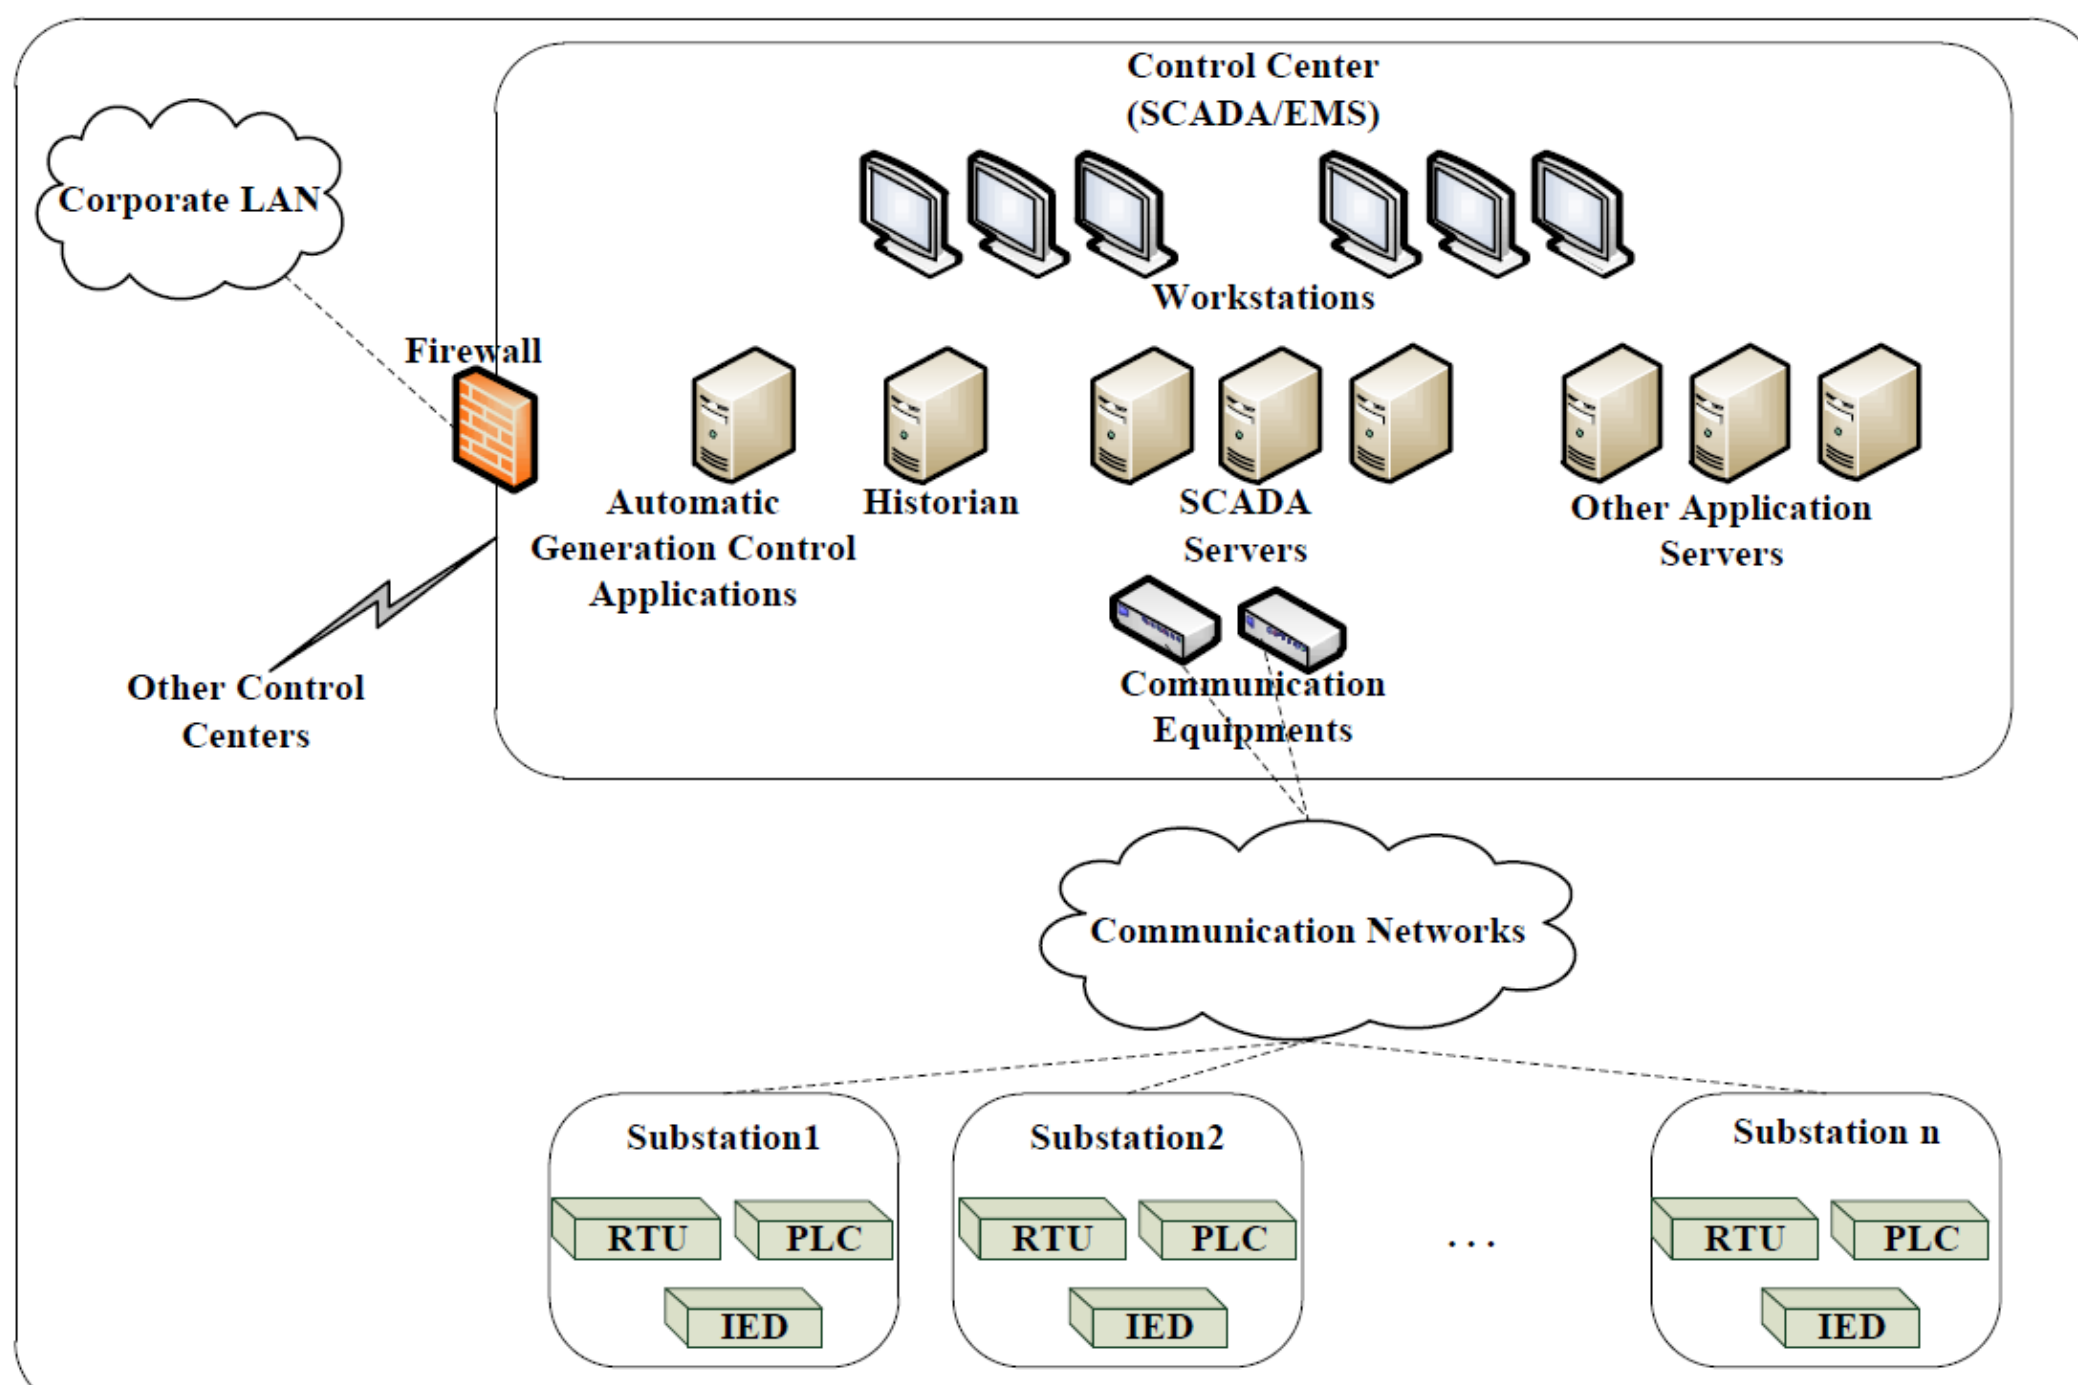 Control Center
(SCADA/EMS)
Corporate LAN
Workstations
Firewall
Automatic
Generation Control
Applications
Historian
SCADA
Servers
Other Application
Servers
Other Control
Centers
Communication
Equipments
Communication Networks
Substation1
RTU
PLC
IED
Substation2
RTU
PLC
IED
. . .
Substation n
RTU
PLC
IED